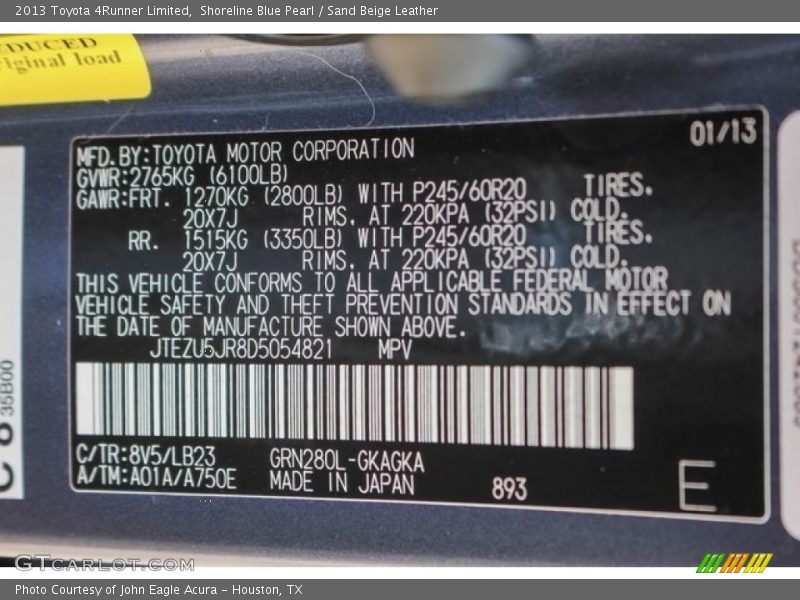 2013 Toyota 4Runner Limited, Shoreline Blue Pearl / Sand Beige Leather
EDUCED
riginal load
01/13
MFD. BY:TOYOTA MOTOR CORPORATION
GVWR:2765KG (6100LB)
GAWR:FRT. 1270KG (2800LB) WITH P245/60R20 TIRES.
20X7J RIMS. AT 220KPA (32PSI) COLD.
RR. 1515KG (3350LB) WITH P245/60R20 TIRES.
20X7J RIMS. AT 220KPA (32PSI) COLD.
THIS VEHICLE CONFORMS TO ALL APPLICABLE FEDERAL MOTOR
VEHICLE SAFETY AND THEFT PREVENTION STANDARDS IN EFFECT ON
THE DATE OF MANUFACTURE SHOWN ABOVE.
JTEZU5JR8D5054821 MPV
C/TR:8V5/LB23 GRN280L-GKAGKA
A/TM:A01A/A750E MADE IN JAPAN 893 E
35B00
GTCARLOT.COM
Photo Courtesy of John Eagle Acura – Houston, TX